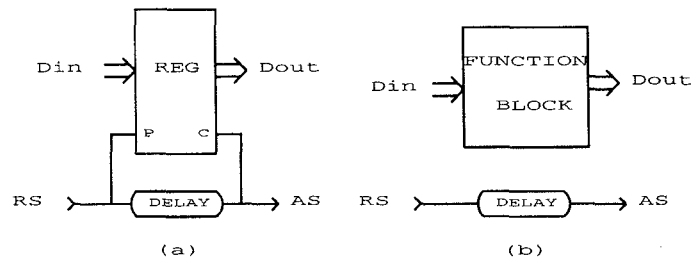 Din REG Dout
P C
RS DELAY AS
(a)
FUNCTION
Din BLOCK Dout
RS DELAY AS
(b)